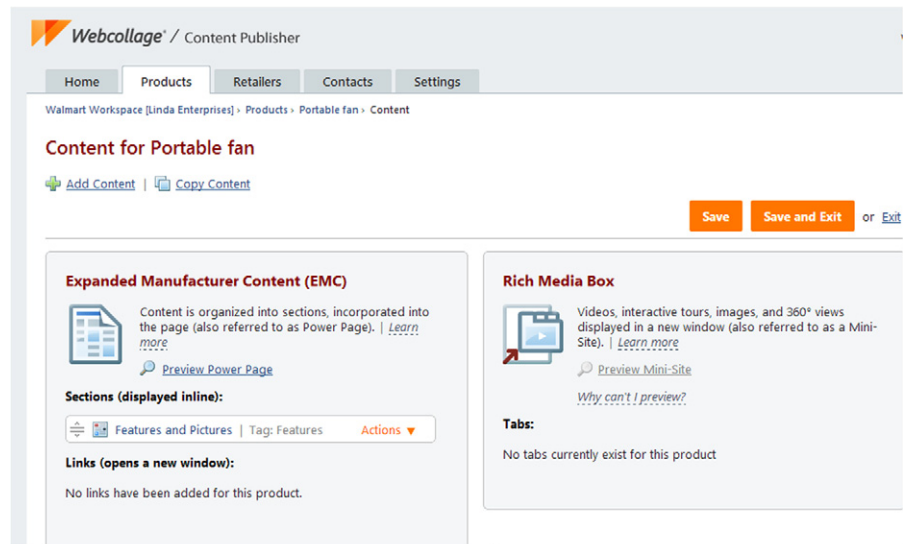 Webcollage® / Content Publisher
Home Products Retailers Contacts Settings
Walmart Workspace [Linda Enterprises] › Products › Portable fan › Content
Content for Portable fan
Add Content | Copy Content
Save Save and Exit or Exit
Expanded Manufacturer Content (EMC)
Content is organized into sections, incorporated into
the page (also referred to as Power Page). | Learn
more
Preview Power Page
Sections (displayed inline):
Features and Pictures | Tag: Features Actions ▼
Links (opens a new window):
No links have been added for this product.
Rich Media Box
Videos, interactive tours, images, and 360° views
displayed in a new window (also referred to as a Mini-
Site). | Learn more
Preview Mini-Site
Why can't I preview?
Tabs:
No tabs currently exist for this product